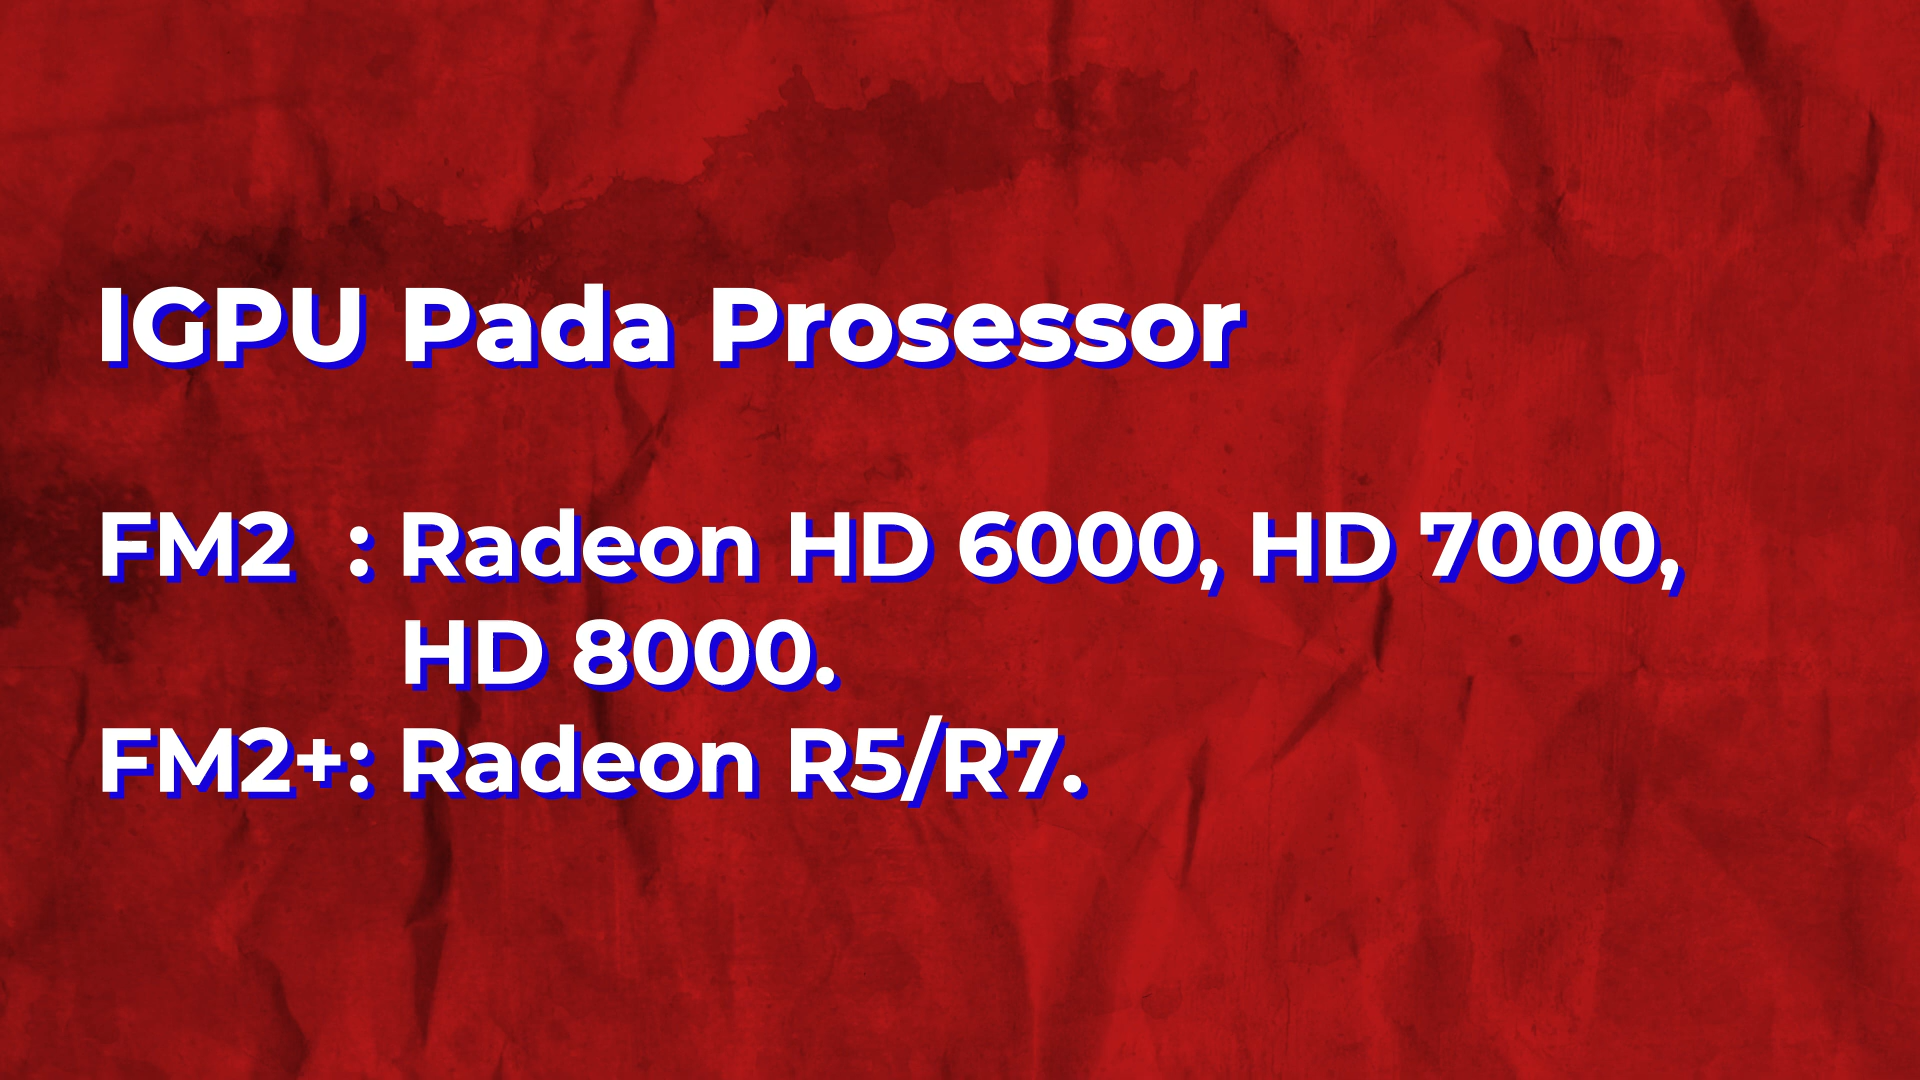 IGPU Pada Prosessor
FM2 : Radeon HD 6000, HD 7000,
HD 8000.
FM2+: Radeon R5/R7.